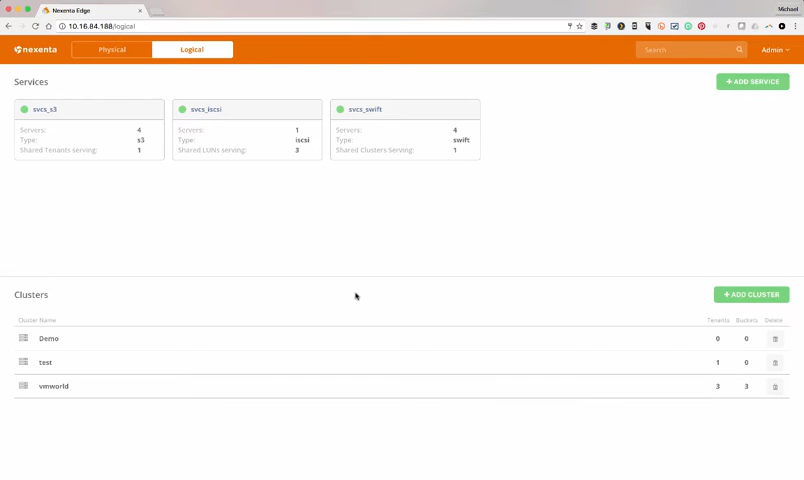 Nexenta Edge
Michael
10.16.84.188/logical
nexenta
Physical
Logical
Search
Admin
Services
+ ADD SERVICE
svcs_s3
svcs_iscsi
svcs_swift
Servers: 4
Type: s3
Shared Tenants serving: 1
Servers: 1
Type: iscsi
Shared LUNs serving: 3
Servers: 4
Type: swift
Shared Clusters Serving: 1
Clusters
+ ADD CLUSTER
Cluster Name Tenants Buckets Delete
Demo 0 0
test 1 0
vmworld 3 3